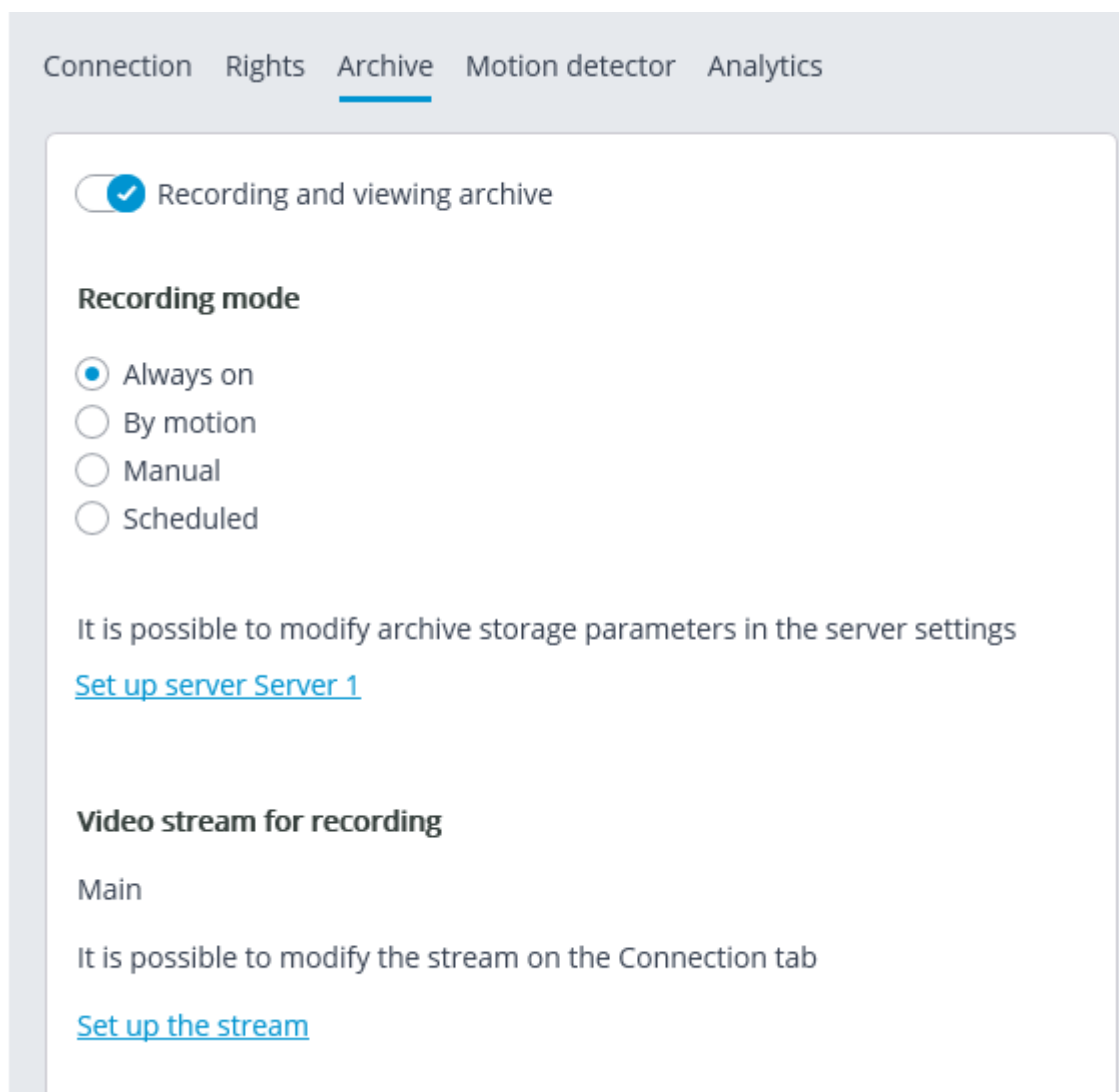 Connection Rights Archive Motion detector Analytics
Recording and viewing archive
Recording mode
Always on
By motion
Manual
Scheduled
It is possible to modify archive storage parameters in the server settings
Set up server Server 1
Video stream for recording
Main
It is possible to modify the stream on the Connection tab
Set up the stream